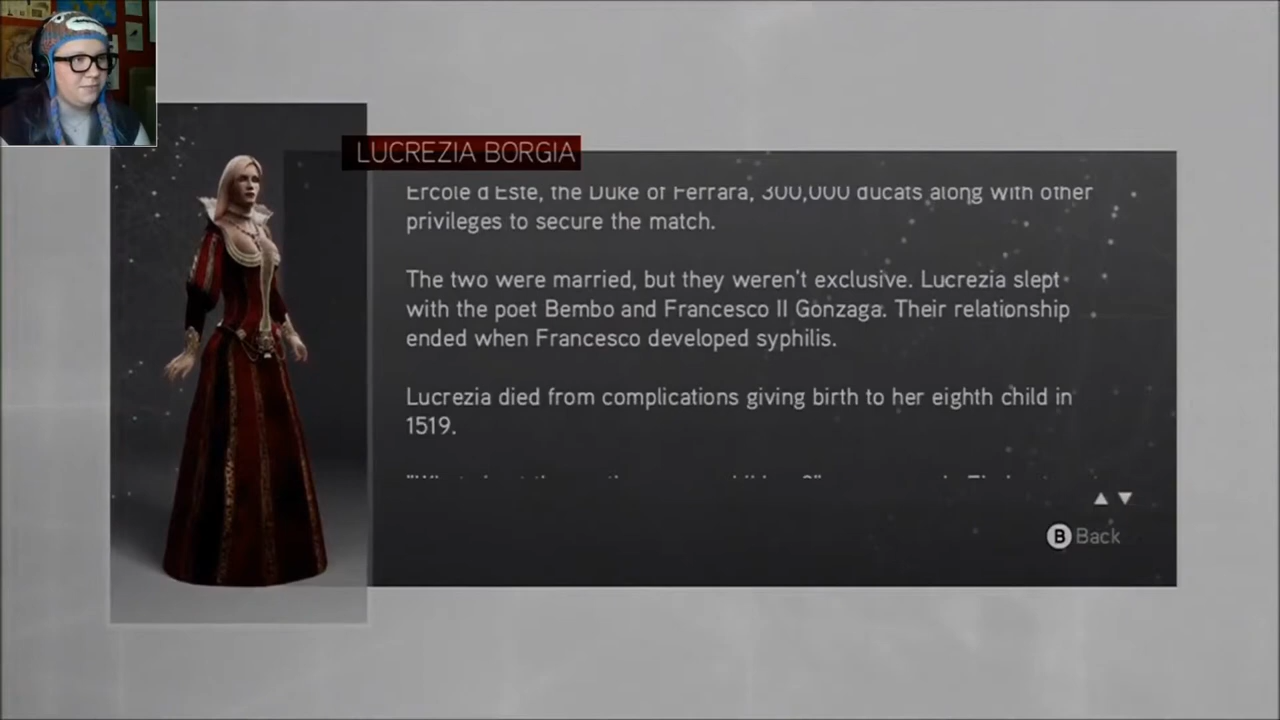 LUCREZIA BORGIA
Ercole d'Este, the Duke of Ferrara, 300,000 ducats along with other
privileges to secure the match.
The two were married, but they weren't exclusive. Lucrezia slept
with the poet Bembo and Francesco II Gonzaga. Their relationship
ended when Francesco developed syphilis.
Lucrezia died from complications giving birth to her eighth child in
1519.
B Back